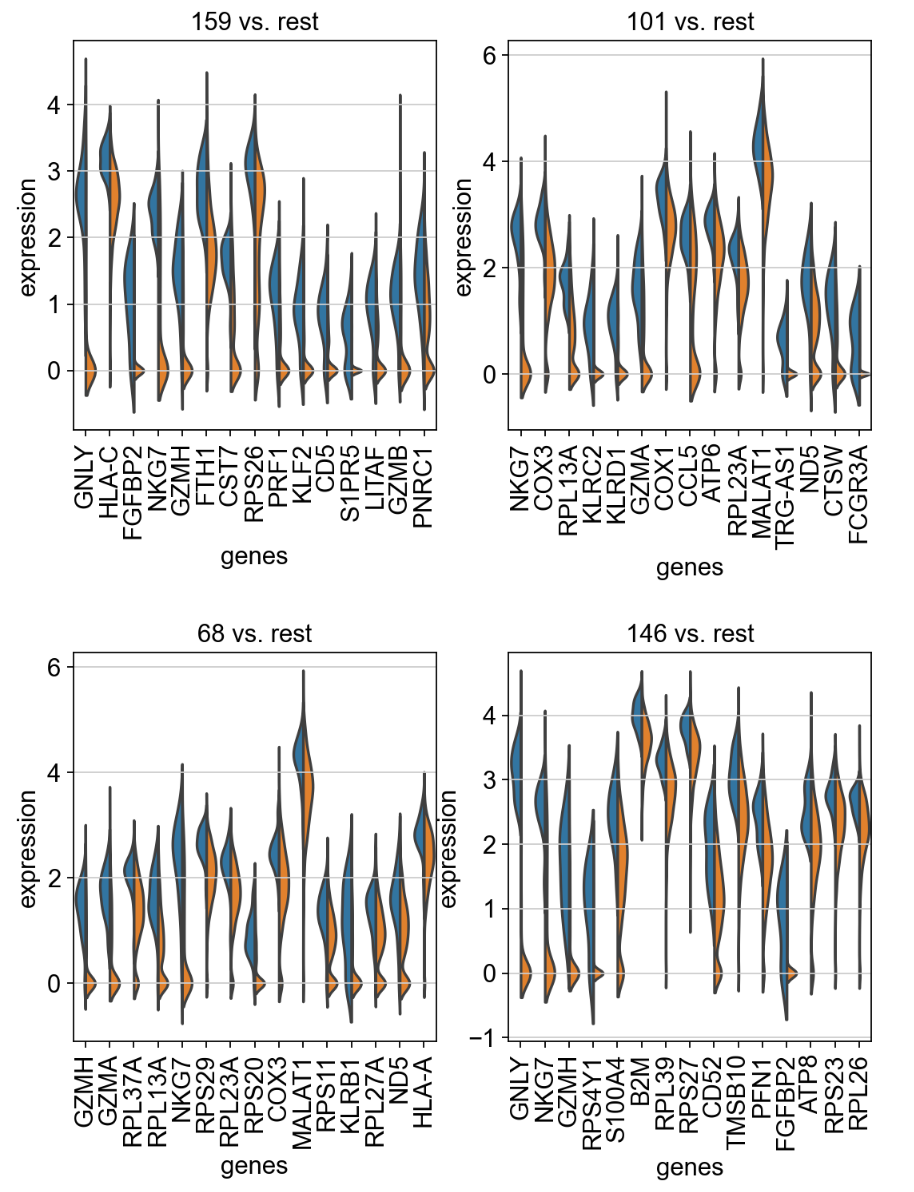 159 vs. rest
expression
4
3
2
1
0
GNLY
HLA-C
FGFBP2
NKG7
GZMH
FTH1
CST7
RPS26
PRF1
KLF2
CD5
S1PR5
LITAF
GZMB
PNRC1
genes
101 vs. rest
expression
6
4
2
0
NKG7
COX3
RPL13A
KLRC2
KLRD1
GZMA
COX1
CCL5
ATP6
RPL23A
MALAT1
TRG-AS1
ND5
CTSW
FCGR3A
genes
68 vs. rest
expression
6
4
2
0
GZMH
GZMA
RPL37A
RPL13A
NKG7
RPS29
RPL23A
RPS20
COX3
MALAT1
RPS11
KLRB1
RPL27A
ND5
HLA-A
genes
146 vs. rest
expression
4
3
2
1
0
−1
GNLY
NKG7
GZMH
RPS4Y1
S100A4
B2M
RPL39
RPS27
CD52
TMSB10
PFN1
FGFBP2
ATP8
RPS23
RPL26
genes